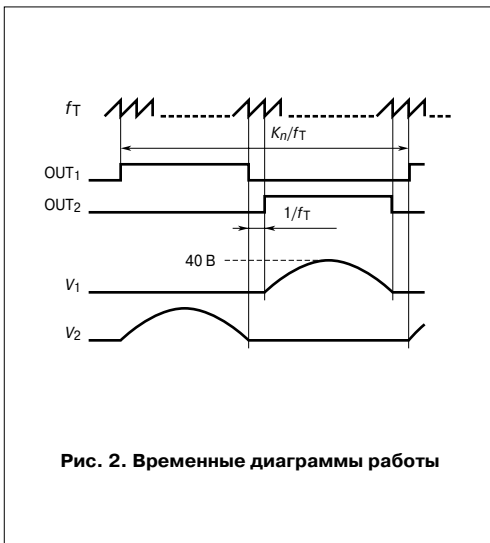 fT
Kn/fT
OUT1
OUT2
1/fT
40 В
V1
V2
Рис. 2. Временные диаграммы работы